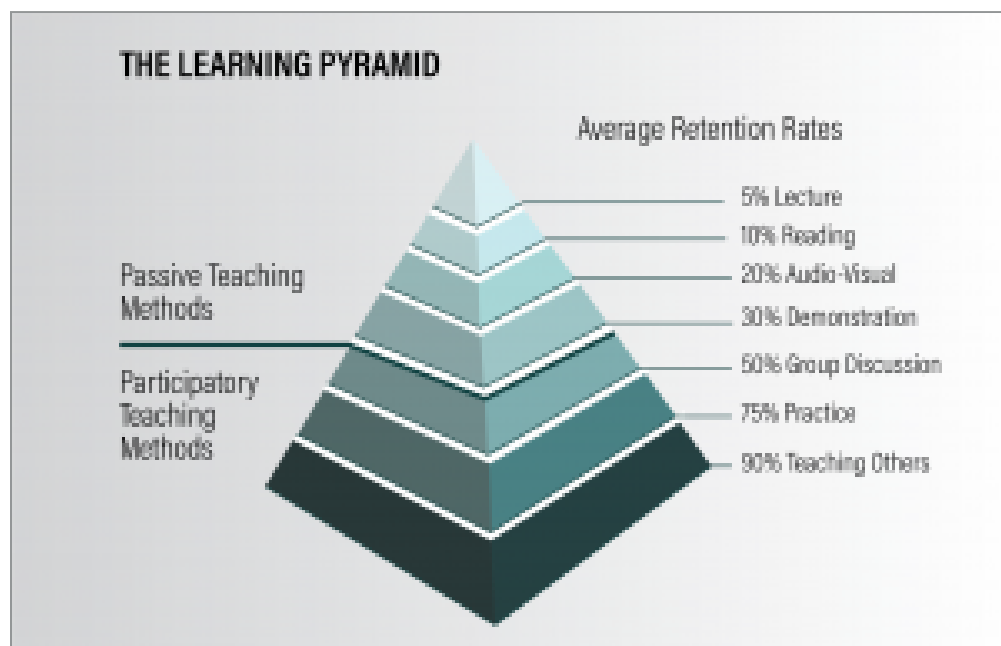 THE LEARNING PYRAMID
Average Retention Rates
5% Lecture
10% Reading
20% Audio-Visual
30% Demonstration
50% Group Discussion
75% Practice
90% Teaching Others
Passive Teaching
Methods
Participatory
Teaching
Methods